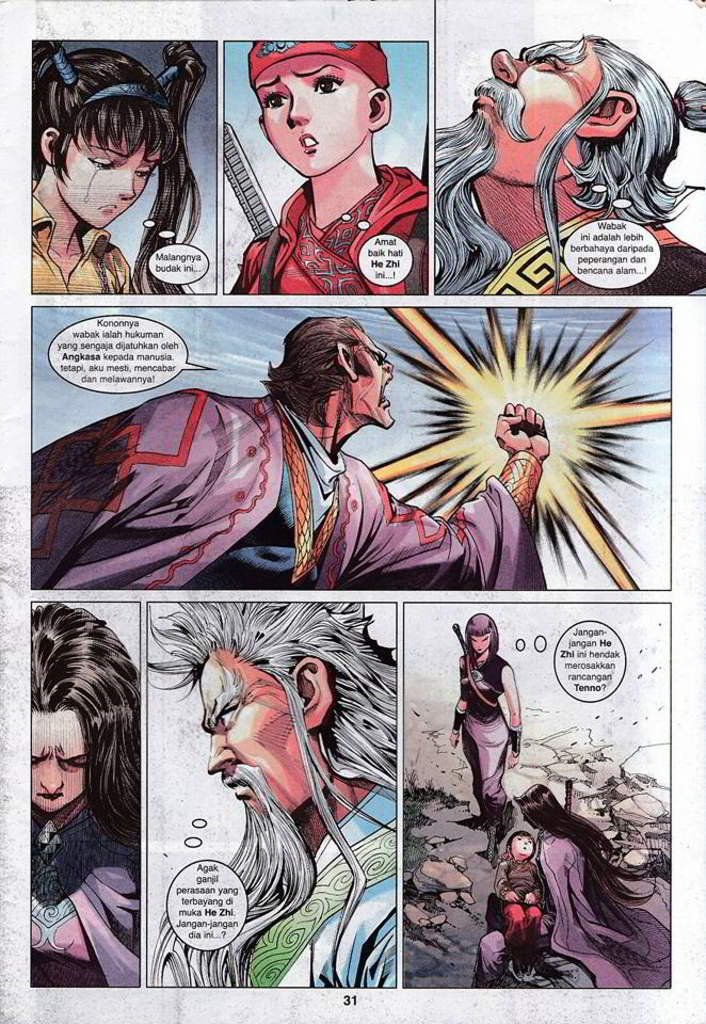 Malangnya
budak ini,..
Amat
baik hati
He Zhi
ini...!
Wabak
ini adalah lebih
berbahaya daripada
peperangan dan
bencana alam...!
Kononnya
wabak ialah hukuman
yang sengaja dijatuhkan oleh
Angkasa kepada manusia.
tetapi, aku mesti, mencabar
dan melawannya!
Agak
ganjil
perasaan yang
terbayang di
muka He Zhi.
Jangan-jangan
dia ini...?
Jangan-
jangan He
Zhi ini hendak
merosakkan
rancangan
Tenno?
31